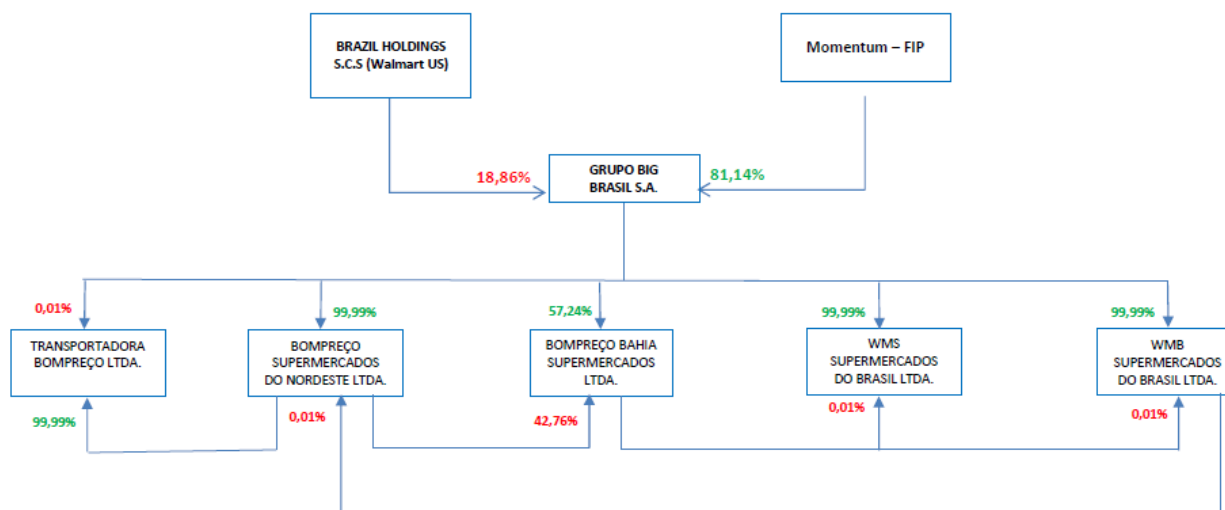 BRAZIL HOLDINGS
S.C.S (Walmart US)
Momentum – FIP
18,86%
GRUPO BIG
BRASIL S.A.
81,14%
0,01%
99,99%
57,24%
99,99%
99,99%
TRANSPORTADORA
BOMPREÇO LTDA.
BOMPREÇO
SUPERMERCADOS
DO NORDESTE LTDA.
BOMPREÇO BAHIA
SUPERMERCADOS
LTDA.
WMS
SUPERMERCADOS
DO BRASIL LTDA.
WMB
SUPERMERCADOS
DO BRASIL LTDA.
99,99%
0,01%
42,76%
0,01%
0,01%